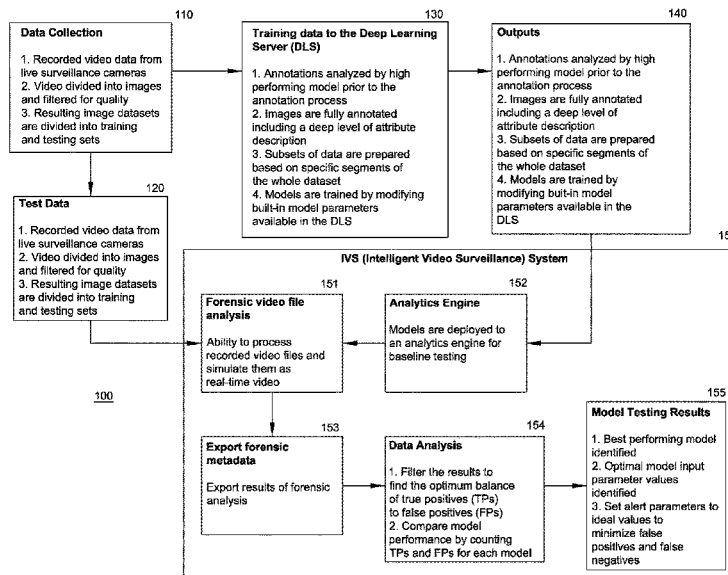 110
Data Collection
1. Recorded video data from
live surveillance cameras
2. Video divided into images
and filtered for quality
3. Resulting image datasets
are divided into training
and testing sets
130
Training data to the Deep Learning
Server (DLS)
1. Annotations analyzed by high
performing model prior to the
annotation process
2. Images are fully annotated
including a deep level of
attribute description
3. Subsets of data are prepared
based on specific segments of
the whole dataset
4. Models are trained by modifying
built-in model parameters
available in the DLS
140
Outputs
1. Annotations analyzed by high
performing model prior to the
annotation process
2. Images are fully annotated
including a deep level of
attribute description
3. Subsets of data are prepared
based on specific segments
of the whole dataset
4. Models are trained by
modifying buit-in model
parameters available in the
DLS
120
Test Data
1. Recorded video data from
live surveillance cameras
2. Video divided into images
and filtered for quality
3. Resulting image datasets
are divided into training
and testing sets
100
IVS (Intelligent Video Surveillance) System
151
Forensic video file
analysis
Ability to process
recorded video files and
simulate them as
real-time video
152
Analytics Engine
Models are deployed to
an analytics engine for
baseline testing
153
Export forensic
metadata
Export results of forensic
analysis
154
Data Analysis
1. Filter the results to
find the optimum balance
of true positives (TPs)
to false positives (FPs)
2. Compare model
performance by counting
TPs and FPs for each model
155
Model Testing Results
1. Best performing model
identified
2. Optimal model input
parameter values
identified
3. Set alert parameters to
ideal values to
minimize false
positives and false
negatives